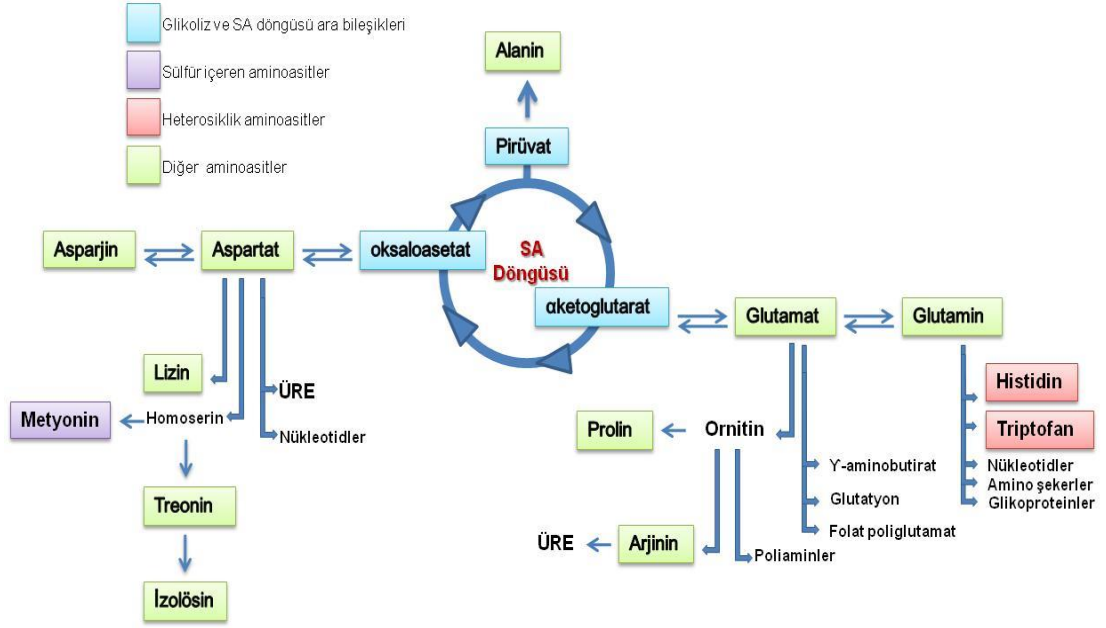 Glikoliz ve SA döngüsü ara bileşikleri
Sülfür içeren aminoasitler
Heterosiklik aminoasitler
Diğer aminoasitler
Alanin
Pirüvat
Asparjin
Aspartat
oksaloasetat
SA
Döngüsü
αketoglutarat
Glutamat
Glutamin
Lizin
ÜRE
Metyonin
Homoserin
Nükleotidler
Treonin
İzolösin
Prolin
Ornitin
ÜRE
Arjinin
Poliaminler
ϒ-aminobutirat
Glutatyon
Folat poliglutamat
Histidin
Triptofan
Nükleotidler
Amino şekerler
Glikoproteinler